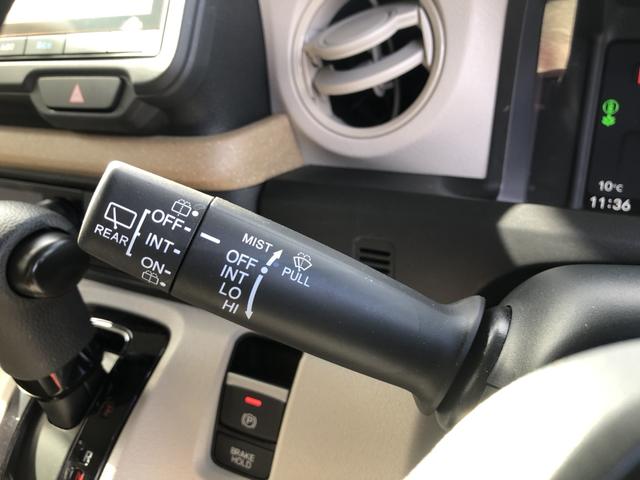 10℃
11:36
REAR
OFF
INT
ON
MIST
OFF
INT
LO
HI
PULL
P
BRAKE
HOLD